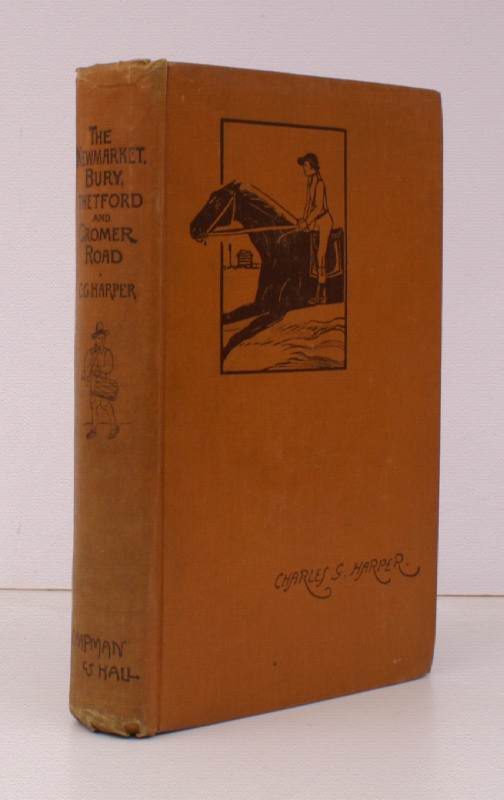 THE
NEWMARKET,
BURY,
THETFORD
AND
CROMER
ROAD
C.G. HARPER
CHAPMAN
& HALL
CHARLES G. HARPER.